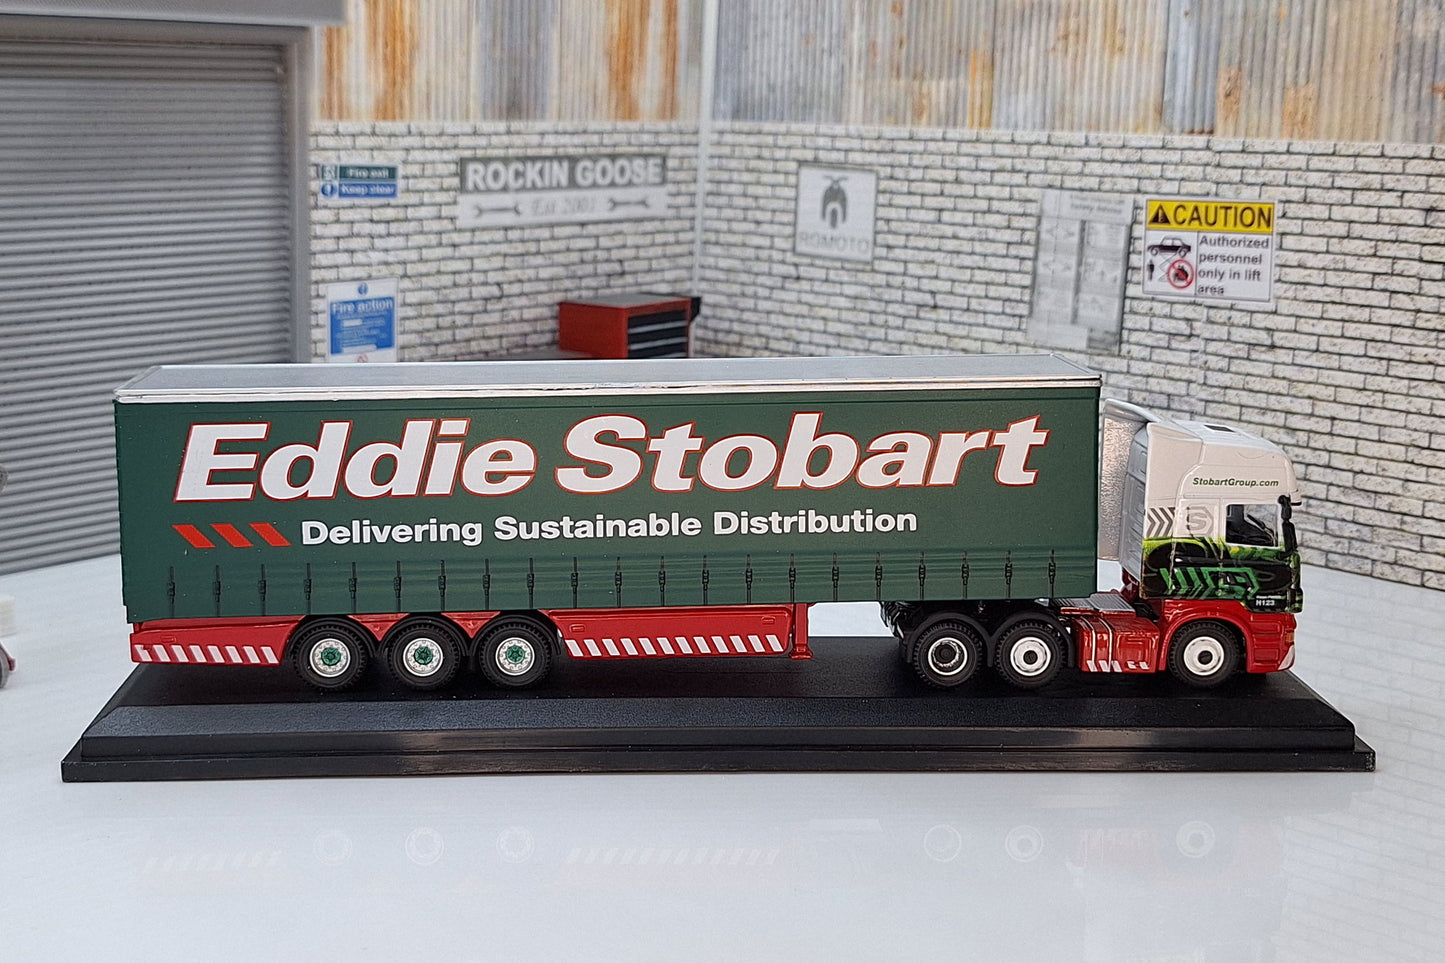 Fire exit
Keep clear
ROCKIN GOOSE
Est 2001
ROMOTO
CAUTION
Authorized
personnel
only in lift
area
Fire action
Eddie Stobart
Delivering Sustainable Distribution
StobartGroup.com
H123